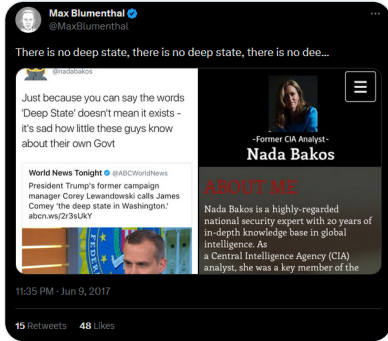 Max Blumenthal
@MaxBlumenthal
There is no deep state, there is no deep state, there is no dee...
@nadabakos
Just because you can say the words
'Deep State' doesn't mean it exists -
it's sad how little these guys know
about their own Govt
World News Tonight @ABCWorldNews
President Trump's former campaign
manager Corey Lewandowski calls James
Comey 'the deep state in Washington.'
abcn.ws/2r3sUkY
FEDER
-Former CIA Analyst-
Nada Bakos
ABOUT ME
Nada Bakos is a highly-regarded
national security expert with 20 years of
in-depth knowledge base in global
intelligence. As
a Central Intelligence Agency (CIA)
analyst, she was a key member of the
11:35 PM · Jun 9, 2017
15 Retweets 48 Likes